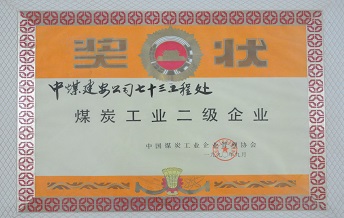 奖状
中煤建安公司七十三工程处
煤炭工业二级企业
中国煤炭工业企业管理协会